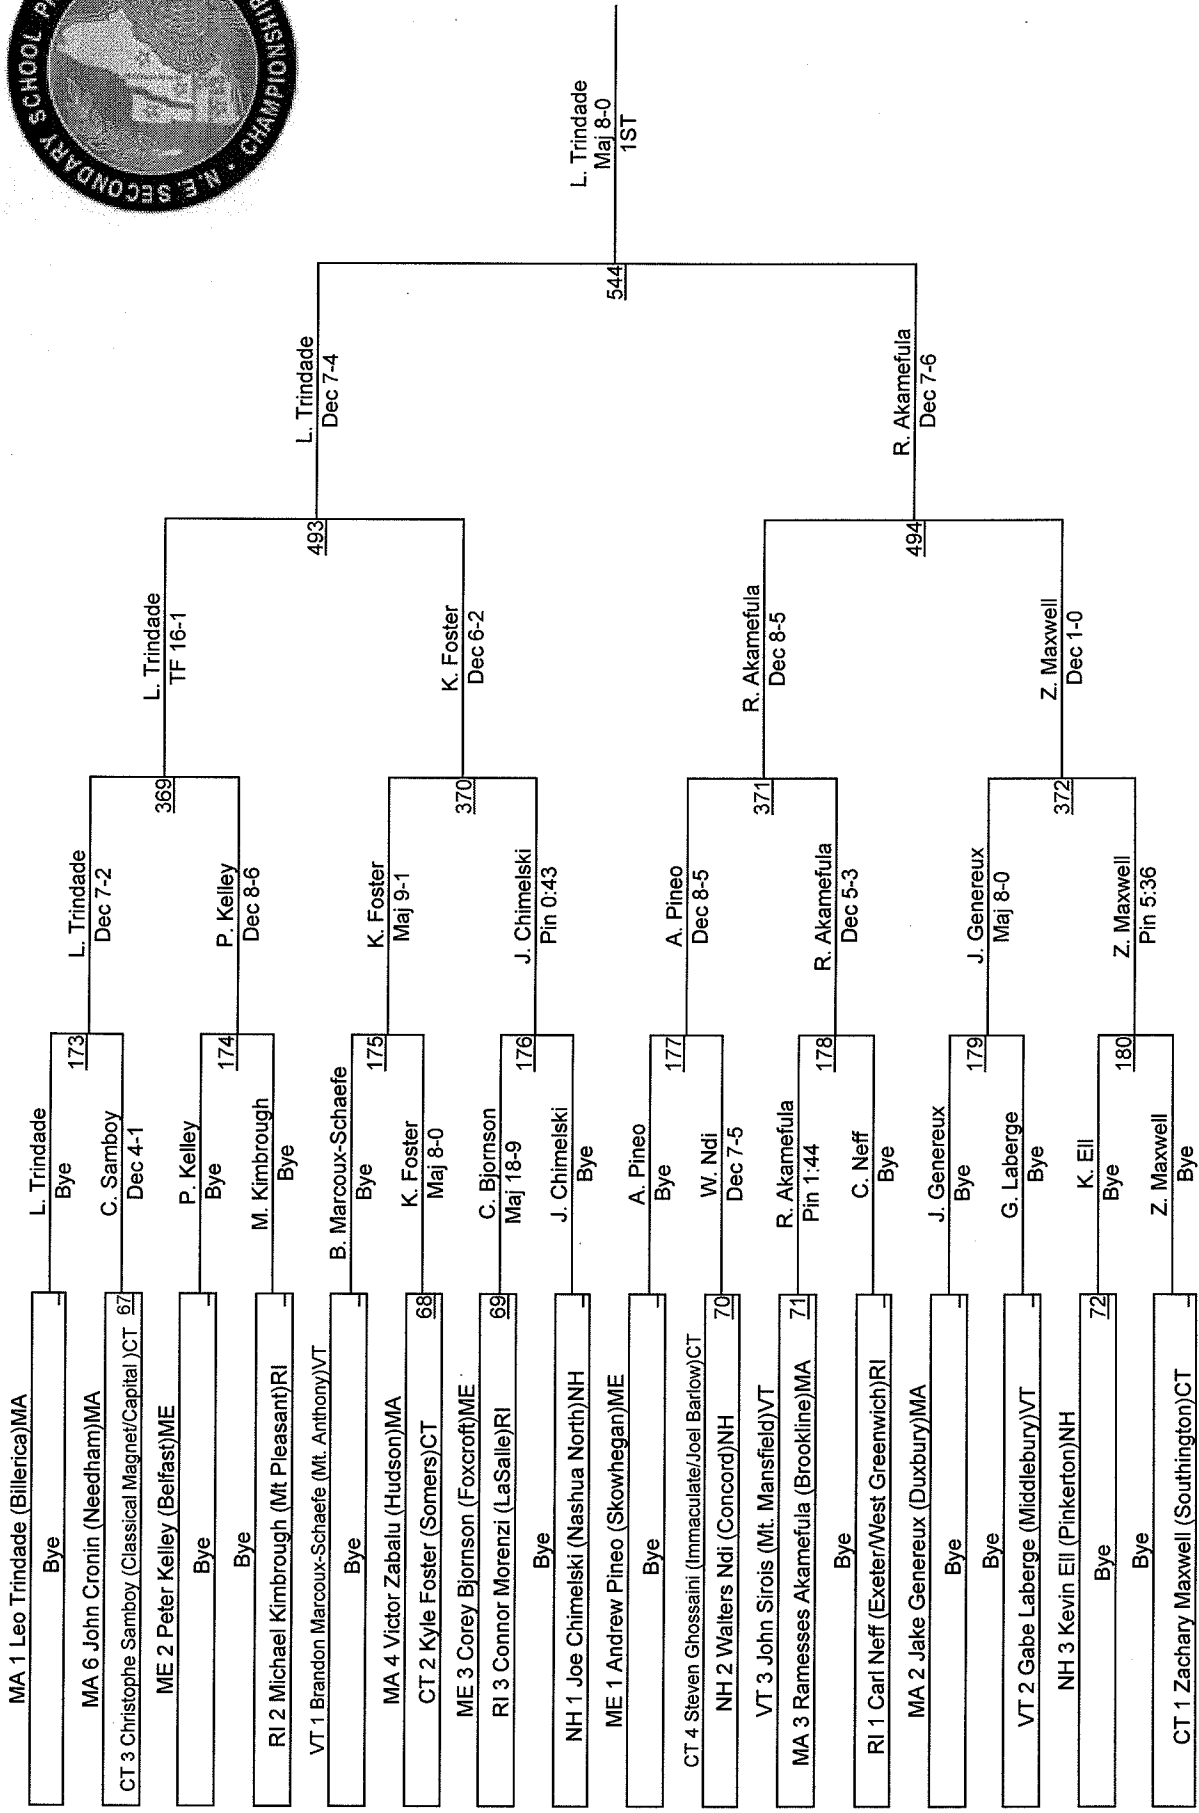 MA 1 Leo Trindade (Billerica)MA
Bye
MA 6 John Cronin (Needham)MA
CT 3 Christophe Samboy (Classical Magnet/Capital )CT
67
ME 2 Peter Kelley (Belfast)ME
Bye
Bye
RI 2 Michael Kimbrough (Mt Pleasant)RI
VT 1 Brandon Marcoux-Schaefe (Mt. Anthony)VT
Bye
MA 4 Victor Zabalu (Hudson)MA
CT 2 Kyle Foster (Somers)CT
68
ME 3 Corey Bjornson (Foxcroft)ME
RI 3 Connor Morenzi (LaSalle)RI
69
Bye
NH 1 Joe Chimelski (Nashua North)NH
ME 1 Andrew Pineo (Skowhegan)ME
Bye
CT 4 Steven Ghossaini (Immaculate/Joel Barlow)CT
NH 2 Walters Ndi (Concord)NH
70
VT 3 John Sirois (Mt. Mansfield)VT
MA 3 Ramesses Akamefula (Brookline)MA
71
Bye
RI 1 Carl Neff (Exeter/West Greenwich)RI
MA 2 Jake Genereux (Duxbury)MA
Bye
Bye
VT 2 Gabe Laberge (Middlebury)VT
NH 3 Kevin Ell (Pinkerton)NH
Bye
72
Bye
CT 1 Zachary Maxwell (Southington)CT
L. Trindade
Bye
C. Samboy
Dec 4-1
173
P. Kelley
Bye
M. Kimbrough
Bye
174
B. Marcoux-Schaefe
Bye
K. Foster
Maj 8-0
175
C. Bjornson
Maj 18-9
J. Chimelski
Bye
176
A. Pineo
Bye
W. Ndi
Dec 7-5
177
R. Akamefula
Pin 1:44
C. Neff
Bye
178
J. Genereux
Bye
G. Laberge
Bye
179
K. Ell
Bye
Z. Maxwell
Bye
180
L. Trindade
Dec 7-2
P. Kelley
Dec 8-6
369
K. Foster
Maj 9-1
J. Chimelski
Pin 0:43
370
A. Pineo
Dec 8-5
R. Akamefula
Dec 5-3
371
J. Genereux
Maj 8-0
Z. Maxwell
Pin 5:36
372
L. Trindade
TF 16-1
K. Foster
Dec 6-2
493
R. Akamefula
Dec 8-5
Z. Maxwell
Dec 1-0
494
L. Trindade
Dec 7-4
R. Akamefula
Dec 7-6
544
L. Trindade
Maj 8-0
1ST
N.E. SECONDARY SCHOOL
CHAMPIONSHIP